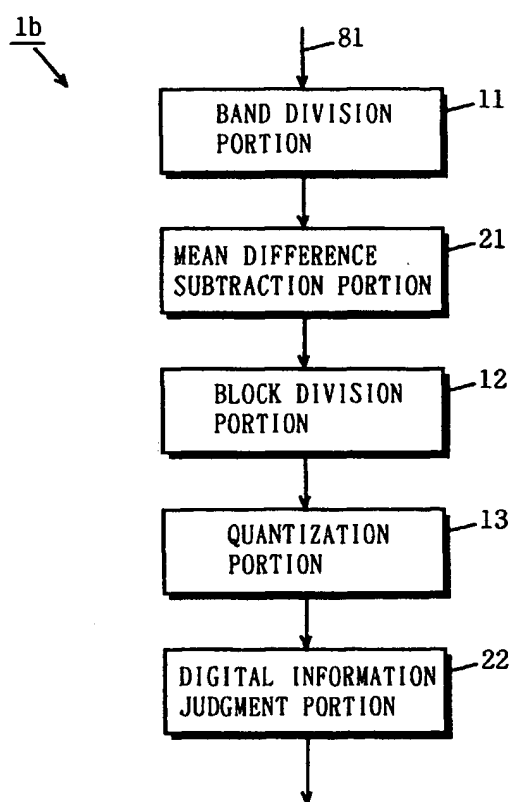 1b
81
BAND DIVISION
PORTION
11
MEAN DIFFERENCE
SUBTRACTION PORTION
21
BLOCK DIVISION
PORTION
12
QUANTIZATION
PORTION
13
DIGITAL INFORMATION
JUDGMENT PORTION
22